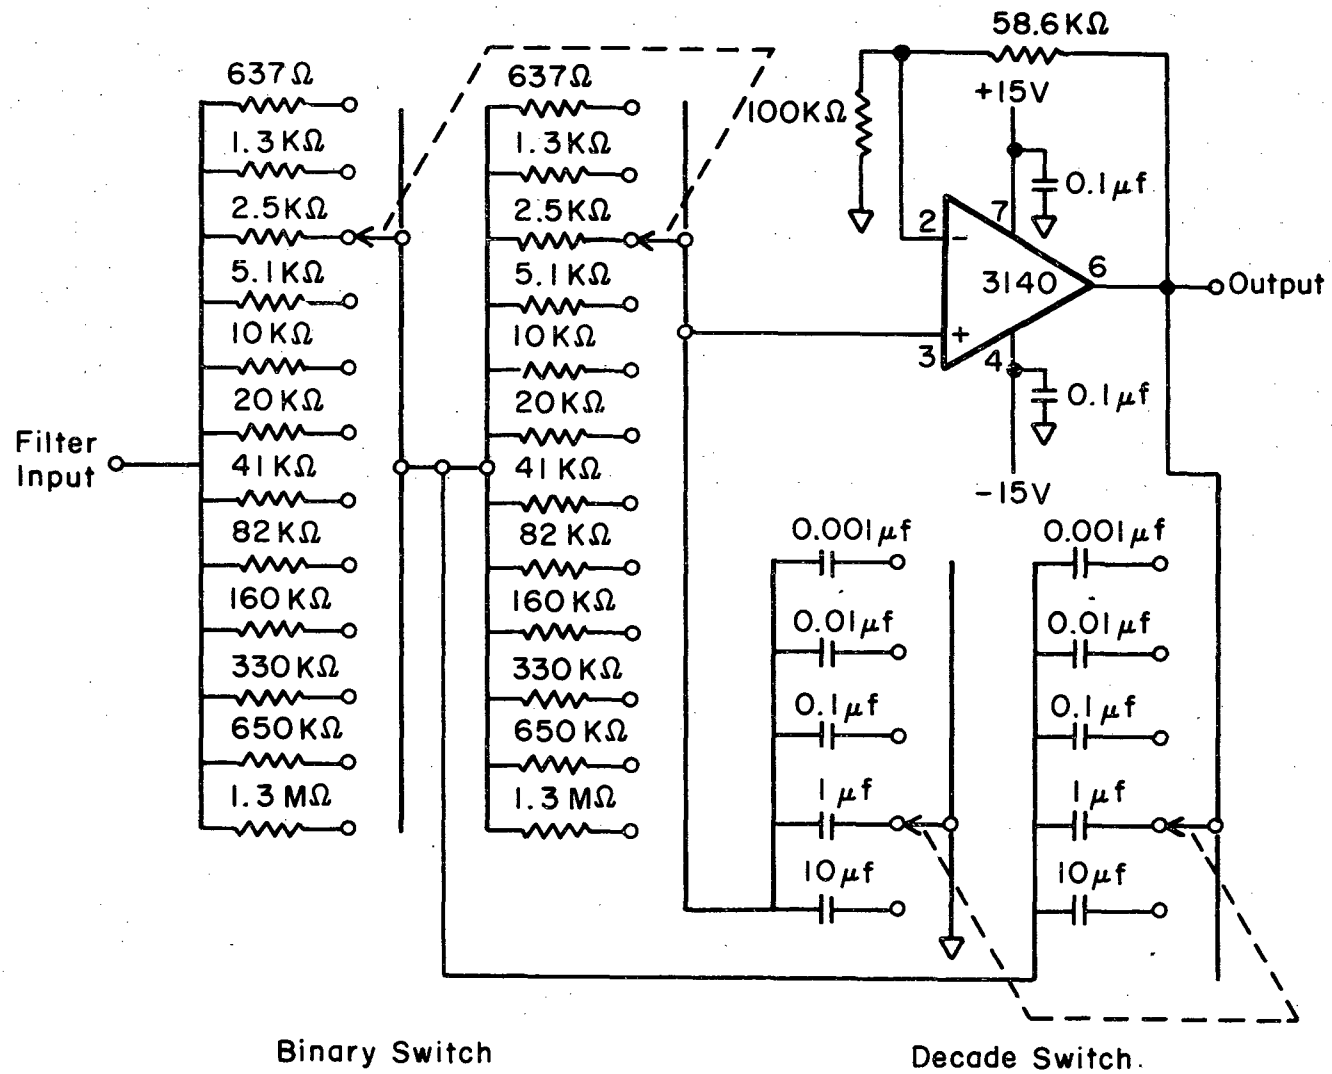 58.6KΩ
637Ω
637Ω
+15V
100KΩ
1.3KΩ
1.3KΩ
0.1μf
2.5KΩ
2.5KΩ
2
7
-
5.1KΩ
5.1KΩ
3140
6
Output
10KΩ
10KΩ
+
3
4
20KΩ
20KΩ
0.1μf
Filter
Input
41KΩ
41KΩ
-15V
82KΩ
82KΩ
0.001μf
0.001μf
160KΩ
160KΩ
0.01μf
0.01μf
330KΩ
330KΩ
0.1μf
0.1μf
650KΩ
650KΩ
1.3MΩ
1.3MΩ
1μf
1μf
10μf
10μf
Binary Switch
Decade Switch.